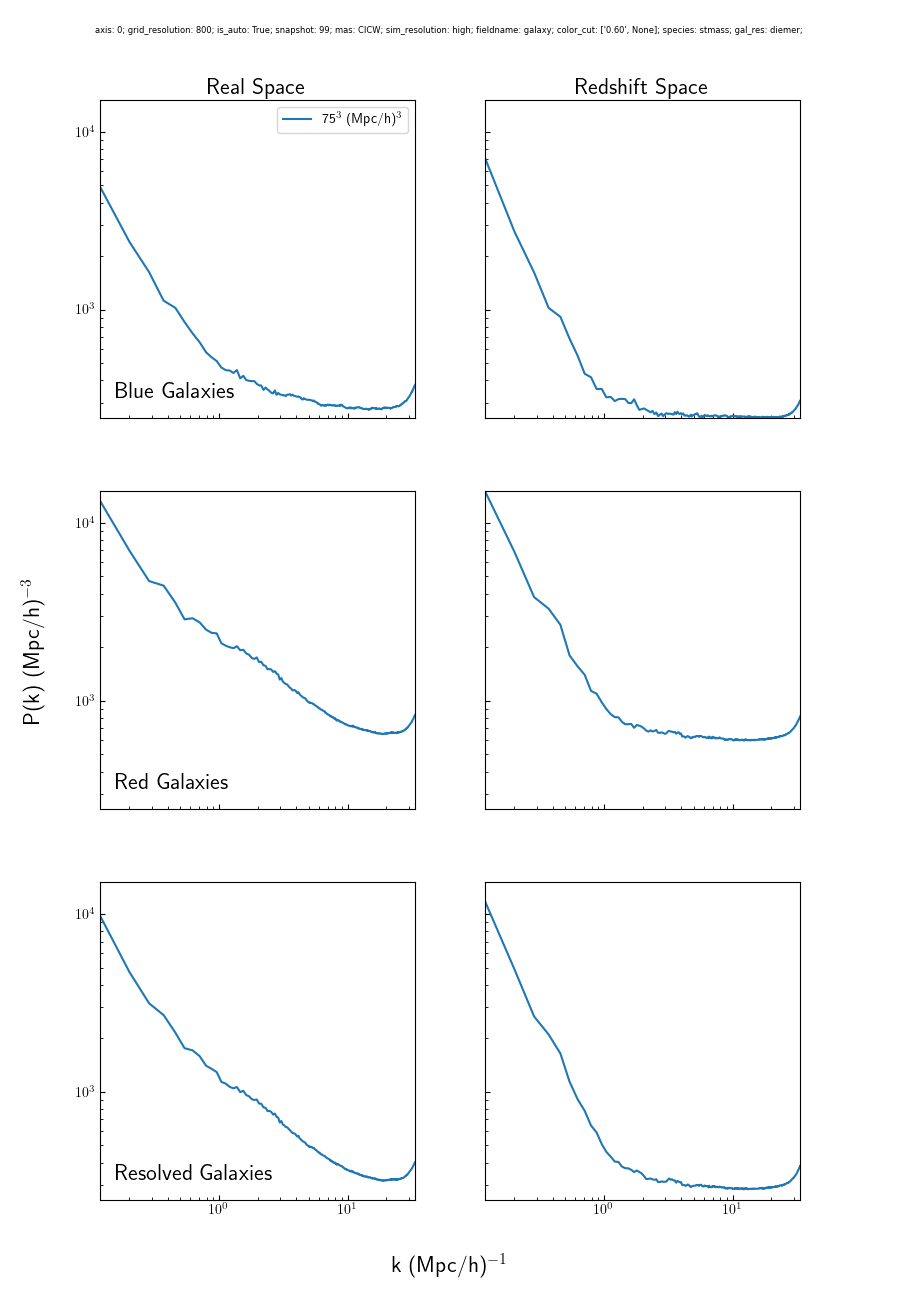 axis: 0; grid_resolution: 800; is_auto: True; snapshot: 99; mas: CICW; sim_resolution: high; fieldname: galaxy; color_cut: ['0.60', None]; species: stmass; gal_res: diemer;
Real Space
Redshift Space
75³ (Mpc/h)³
10⁴
10³
Blue Galaxies
10⁴
10³
Red Galaxies
P(k) (Mpc/h)⁻³
10⁴
10³
Resolved Galaxies
10⁰ 10¹ 10⁰ 10¹
k (Mpc/h)⁻¹